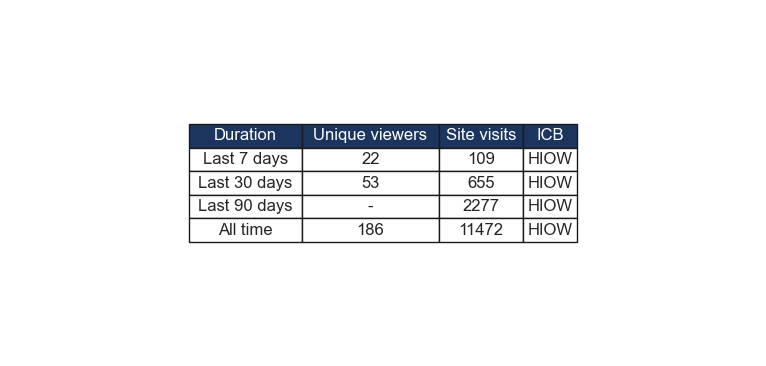 Duration Unique viewers Site visits ICB
Last 7 days 22 109 HIOW
Last 30 days 53 655 HIOW
Last 90 days - 2277 HIOW
All time 186 11472 HIOW